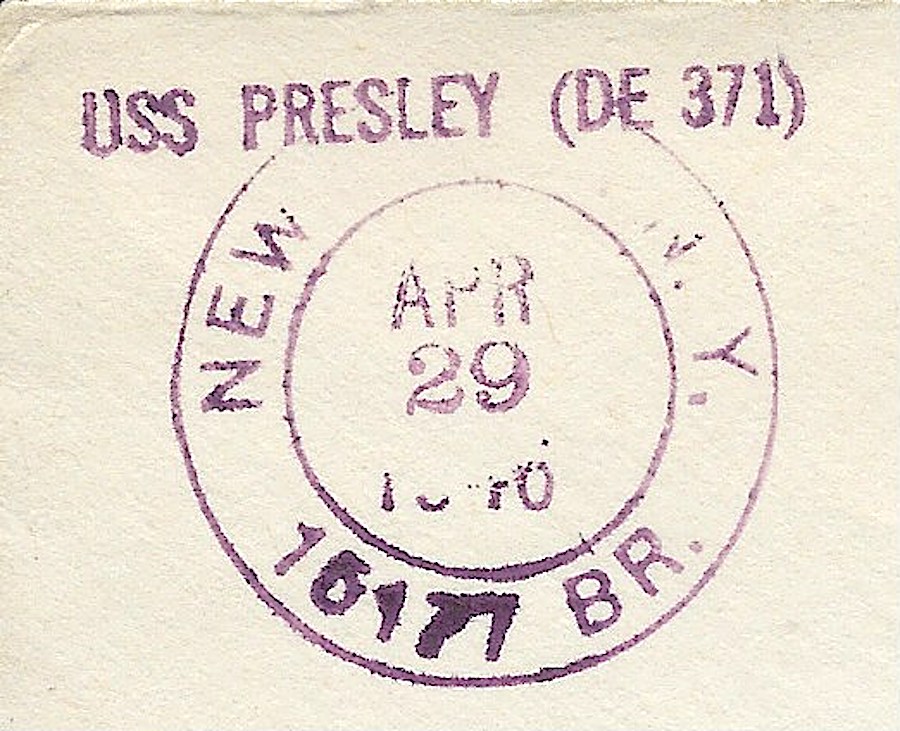 USS PRESLEY (DE 371)
NEW N. Y.
APR
29
BR.